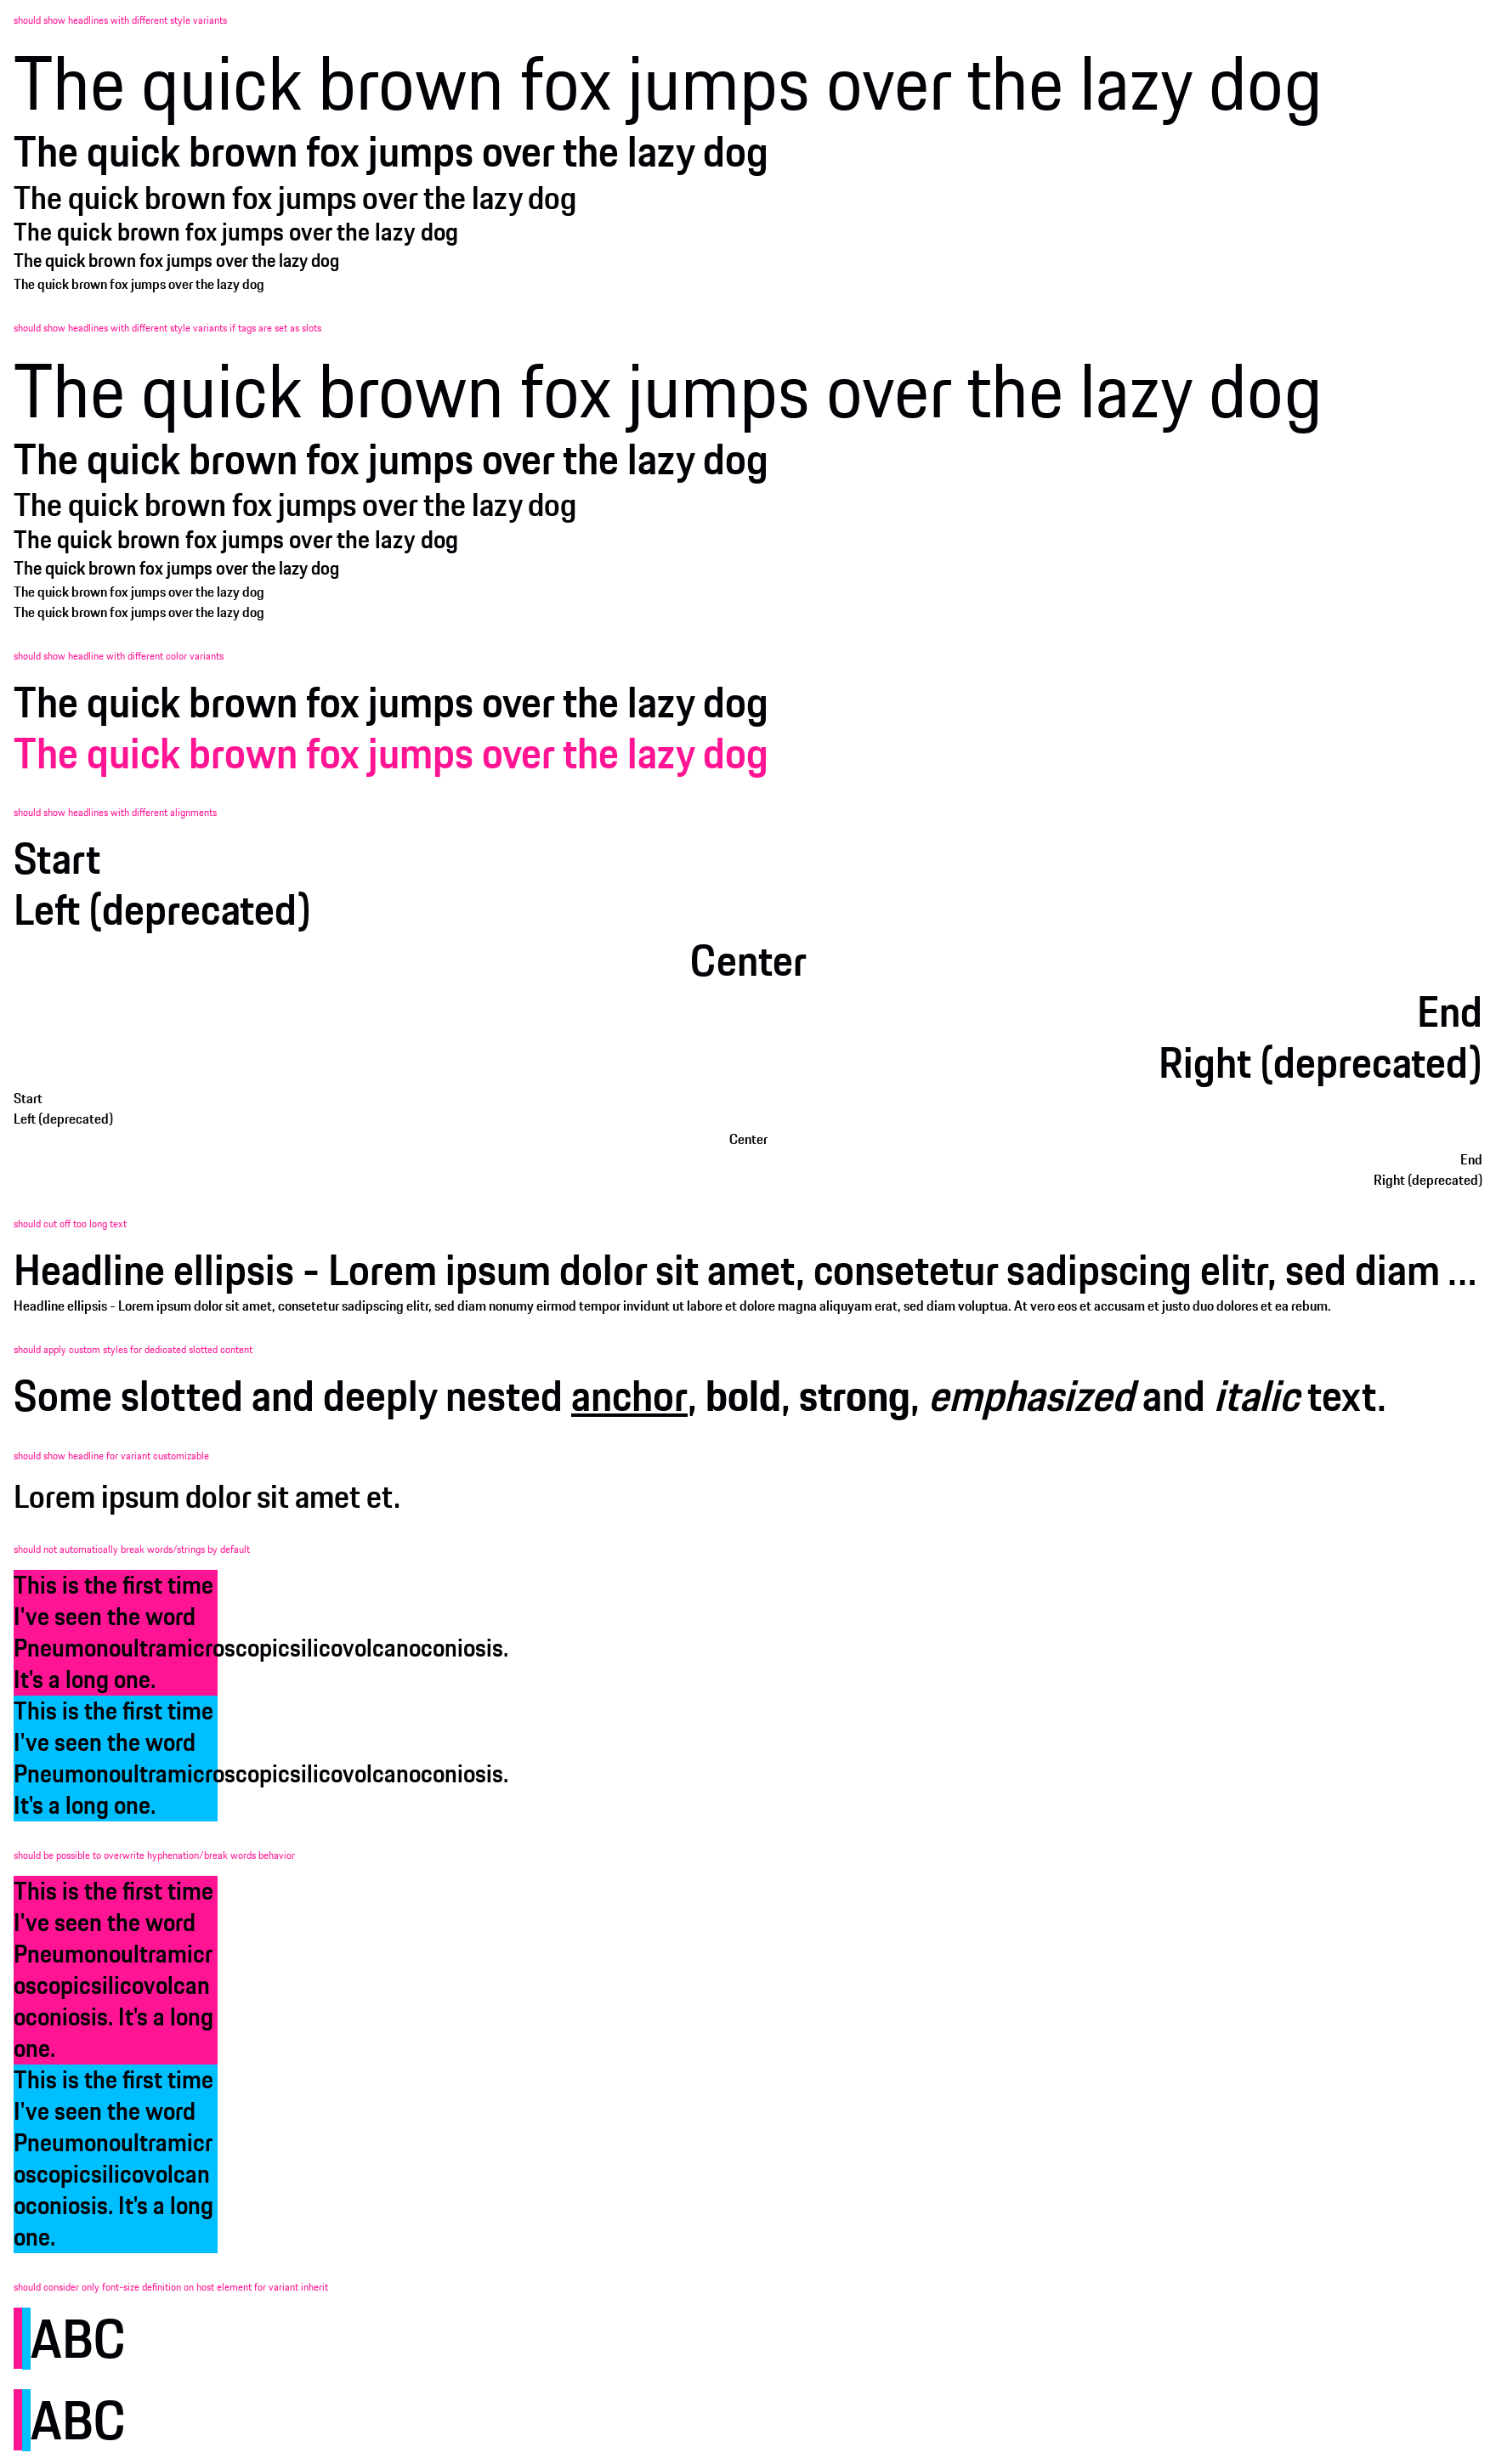 should show headlines with different style variants
The quick brown fox jumps over the lazy dog
The quick brown fox jumps over the lazy dog
The quick brown fox jumps over the lazy dog
The quick brown fox jumps over the lazy dog
The quick brown fox jumps over the lazy dog
The quick brown fox jumps over the lazy dog
should show headlines with different style variants if tags are set as slots
The quick brown fox jumps over the lazy dog
The quick brown fox jumps over the lazy dog
The quick brown fox jumps over the lazy dog
The quick brown fox jumps over the lazy dog
The quick brown fox jumps over the lazy dog
The quick brown fox jumps over the lazy dog
The quick brown fox jumps over the lazy dog
should show headline with different color variants
The quick brown fox jumps over the lazy dog
The quick brown fox jumps over the lazy dog
should show headlines with different alignments
Start
Left (deprecated)
Center
End
Right (deprecated)
Start
Left (deprecated)
Center
End
Right (deprecated)
should cut off too long text
Headline ellipsis - Lorem ipsum dolor sit amet, consetetur sadipscing elitr, sed diam ...
Headline ellipsis - Lorem ipsum dolor sit amet, consetetur sadipscing elitr, sed diam nonumy eirmod tempor invidunt ut labore et dolore magna aliquyam erat, sed diam voluptua. At vero eos et accusam et justo duo dolores et ea rebum.
should apply custom styles for dedicated slotted content
Some slotted and deeply nested anchor, bold, strong, emphasized and italic text.
should show headline for variant customizable
Lorem ipsum dolor sit amet et.
should not automatically break words/strings by default
This is the first time
I've seen the word
Pneumonoultramicroscopicsilicovolcanoconiosis.
It's a long one.
This is the first time
I've seen the word
Pneumonoultramicroscopicsilicovolcanoconiosis.
It's a long one.
should be possible to overwrite hyphenation/break words behavior
This is the first time
I've seen the word
Pneumonoultramicr
oscopicsilicovolcan
oconiosis. It's a long
one.
This is the first time
I've seen the word
Pneumonoultramicr
oscopicsilicovolcan
oconiosis. It's a long
one.
should consider only font-size definition on host element for variant inherit
ABC
ABC